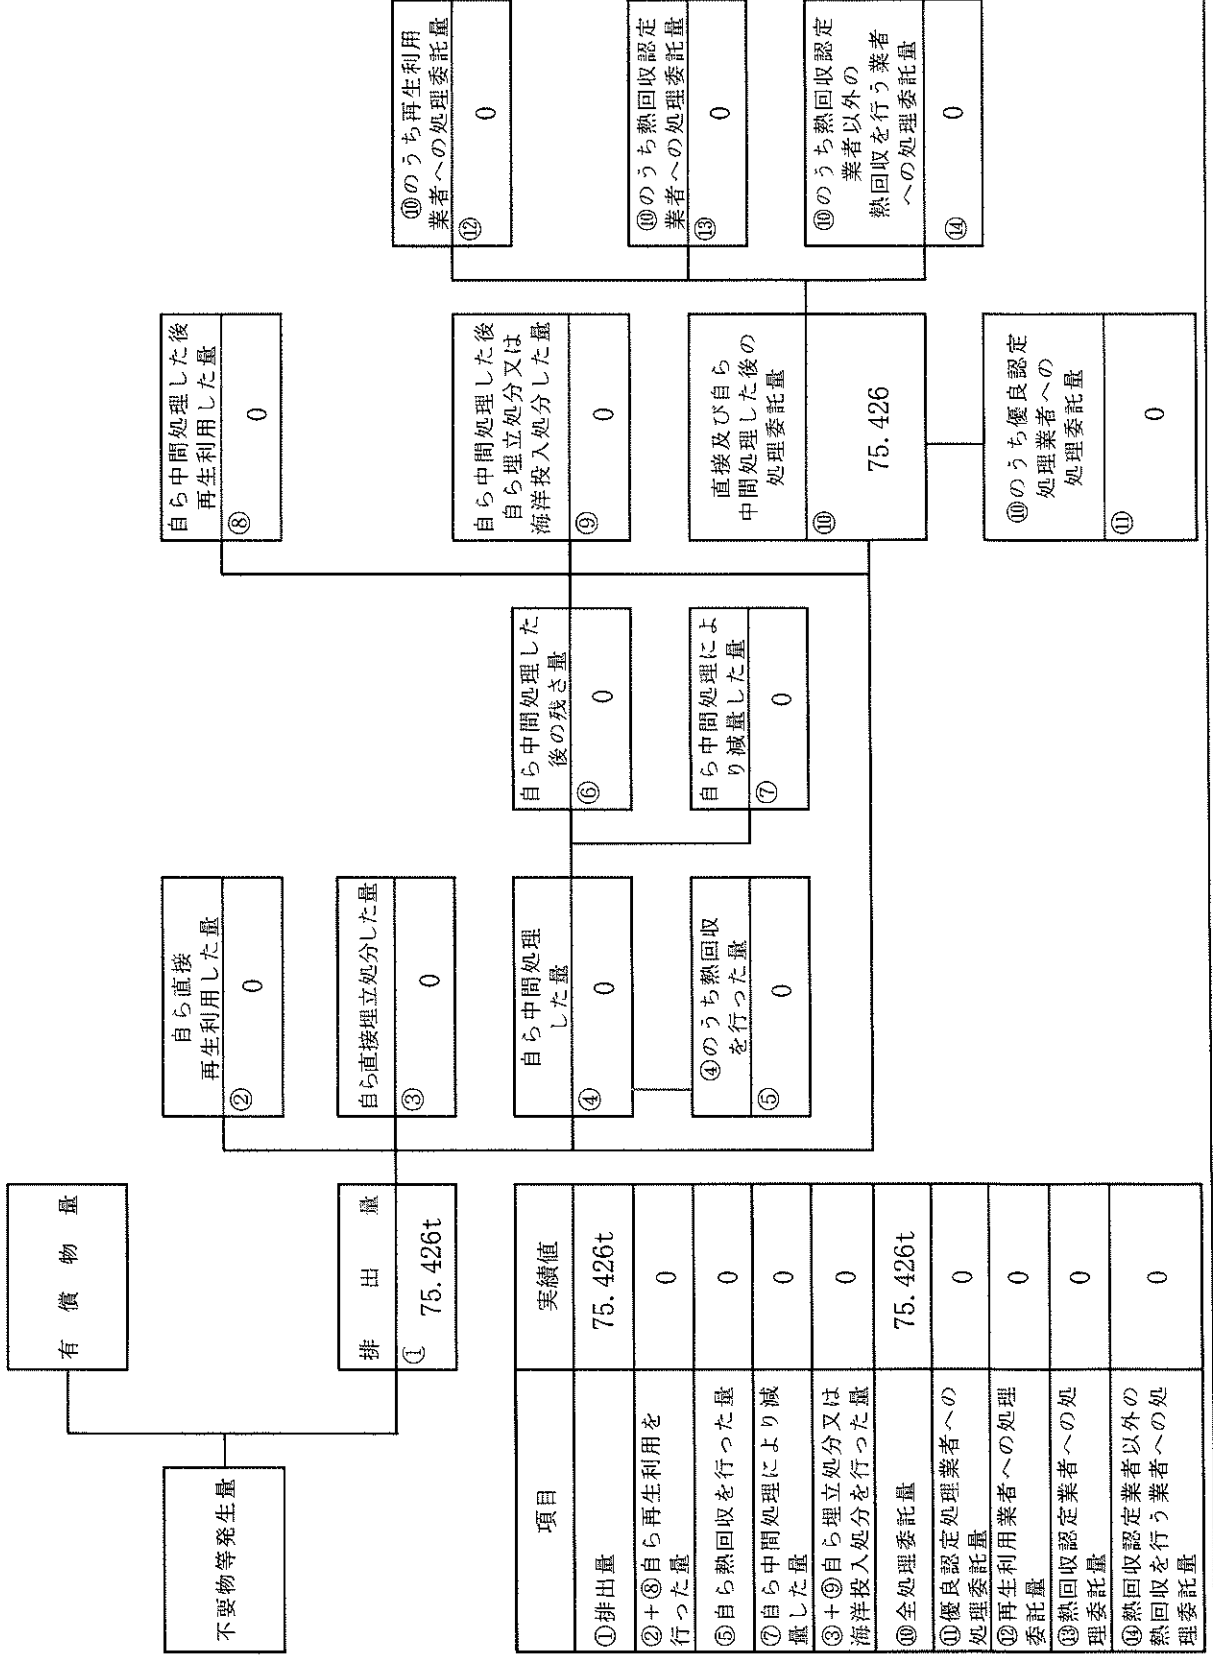 不要物等発生量
有償物量
排出量
① 75.426t
自ら直接
再生利用した量
② 0
自ら直接埋立処分した量
③ 0
自ら中間処理
した量
④ 0
④のうち熱回収
を行った量
⑤ 0
自ら中間処理した
後の残さ量
⑥ 0
自ら中間処理によ
り減量した量
⑦ 0
自ら中間処理した後
再生利用した量
⑧ 0
自ら中間処理した後
自ら埋立処分又は
海洋投入処分した量
⑨ 0
直接及び自ら
中間処理した後の
処理委託量
⑩ 75.426
⑩のうち優良認定
処理業者への
処理委託量
⑪ 0
⑩のうち再生利用
業者への処理委託量
⑫ 0
⑩のうち熱回収認定
業者への処理委託量
⑬ 0
⑩のうち熱回収認定
業者以外の
熱回収を行う業者
への処理委託量
⑭ 0
項目 実績値
①排出量 75.426t
②+⑧自ら再生利用を
行った量 0
⑤自ら熱回収を行った量 0
⑦自ら中間処理により減
量した量 0
③+⑨自ら埋立処分又は
海洋投入処分を行った量 0
⑩全処理委託量 75.426t
⑪優良認定処理業者への
処理委託量 0
⑫再生利用業者への処理
委託量 0
⑬熱回収認定業者への処
理委託量 0
⑭熱回収認定業者以外の
熱回収を行う業者への処
理委託量 0